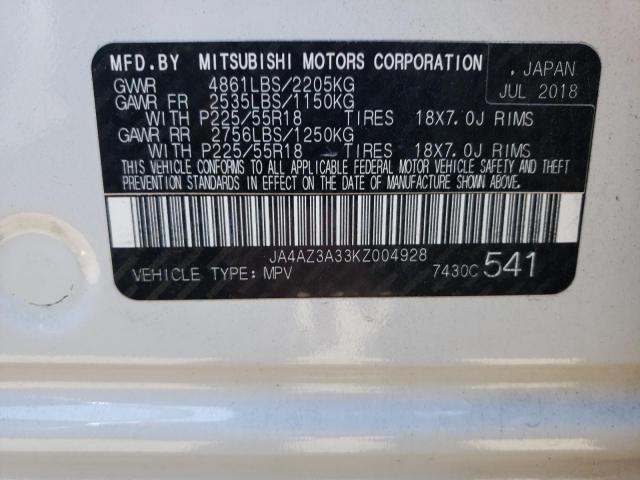 MFD.BY MITSUBISHI MOTORS CORPORATION
. JAPAN
JUL 2018
GVWR 4861LBS/2205KG
GAWR FR 2535LBS/1150KG
WITH P225/55R18 TIRES 18X7.0J RIMS
GAWR RR 2756LBS/1250KG
WITH P225/55R18 TIRES 18X7.0J RIMS
THIS VEHICLE CONFORMS TO ALL APPLICABLE FEDERAL MOTOR VEHICLE SAFETY AND THEFT
PREVENTION STANDARDS IN EFFECT ON THE DATE OF MANUFACTURE SHOWN ABOVE.
JA4AZ3A33KZ004928
VEHICLE TYPE: MPV 7430C 541